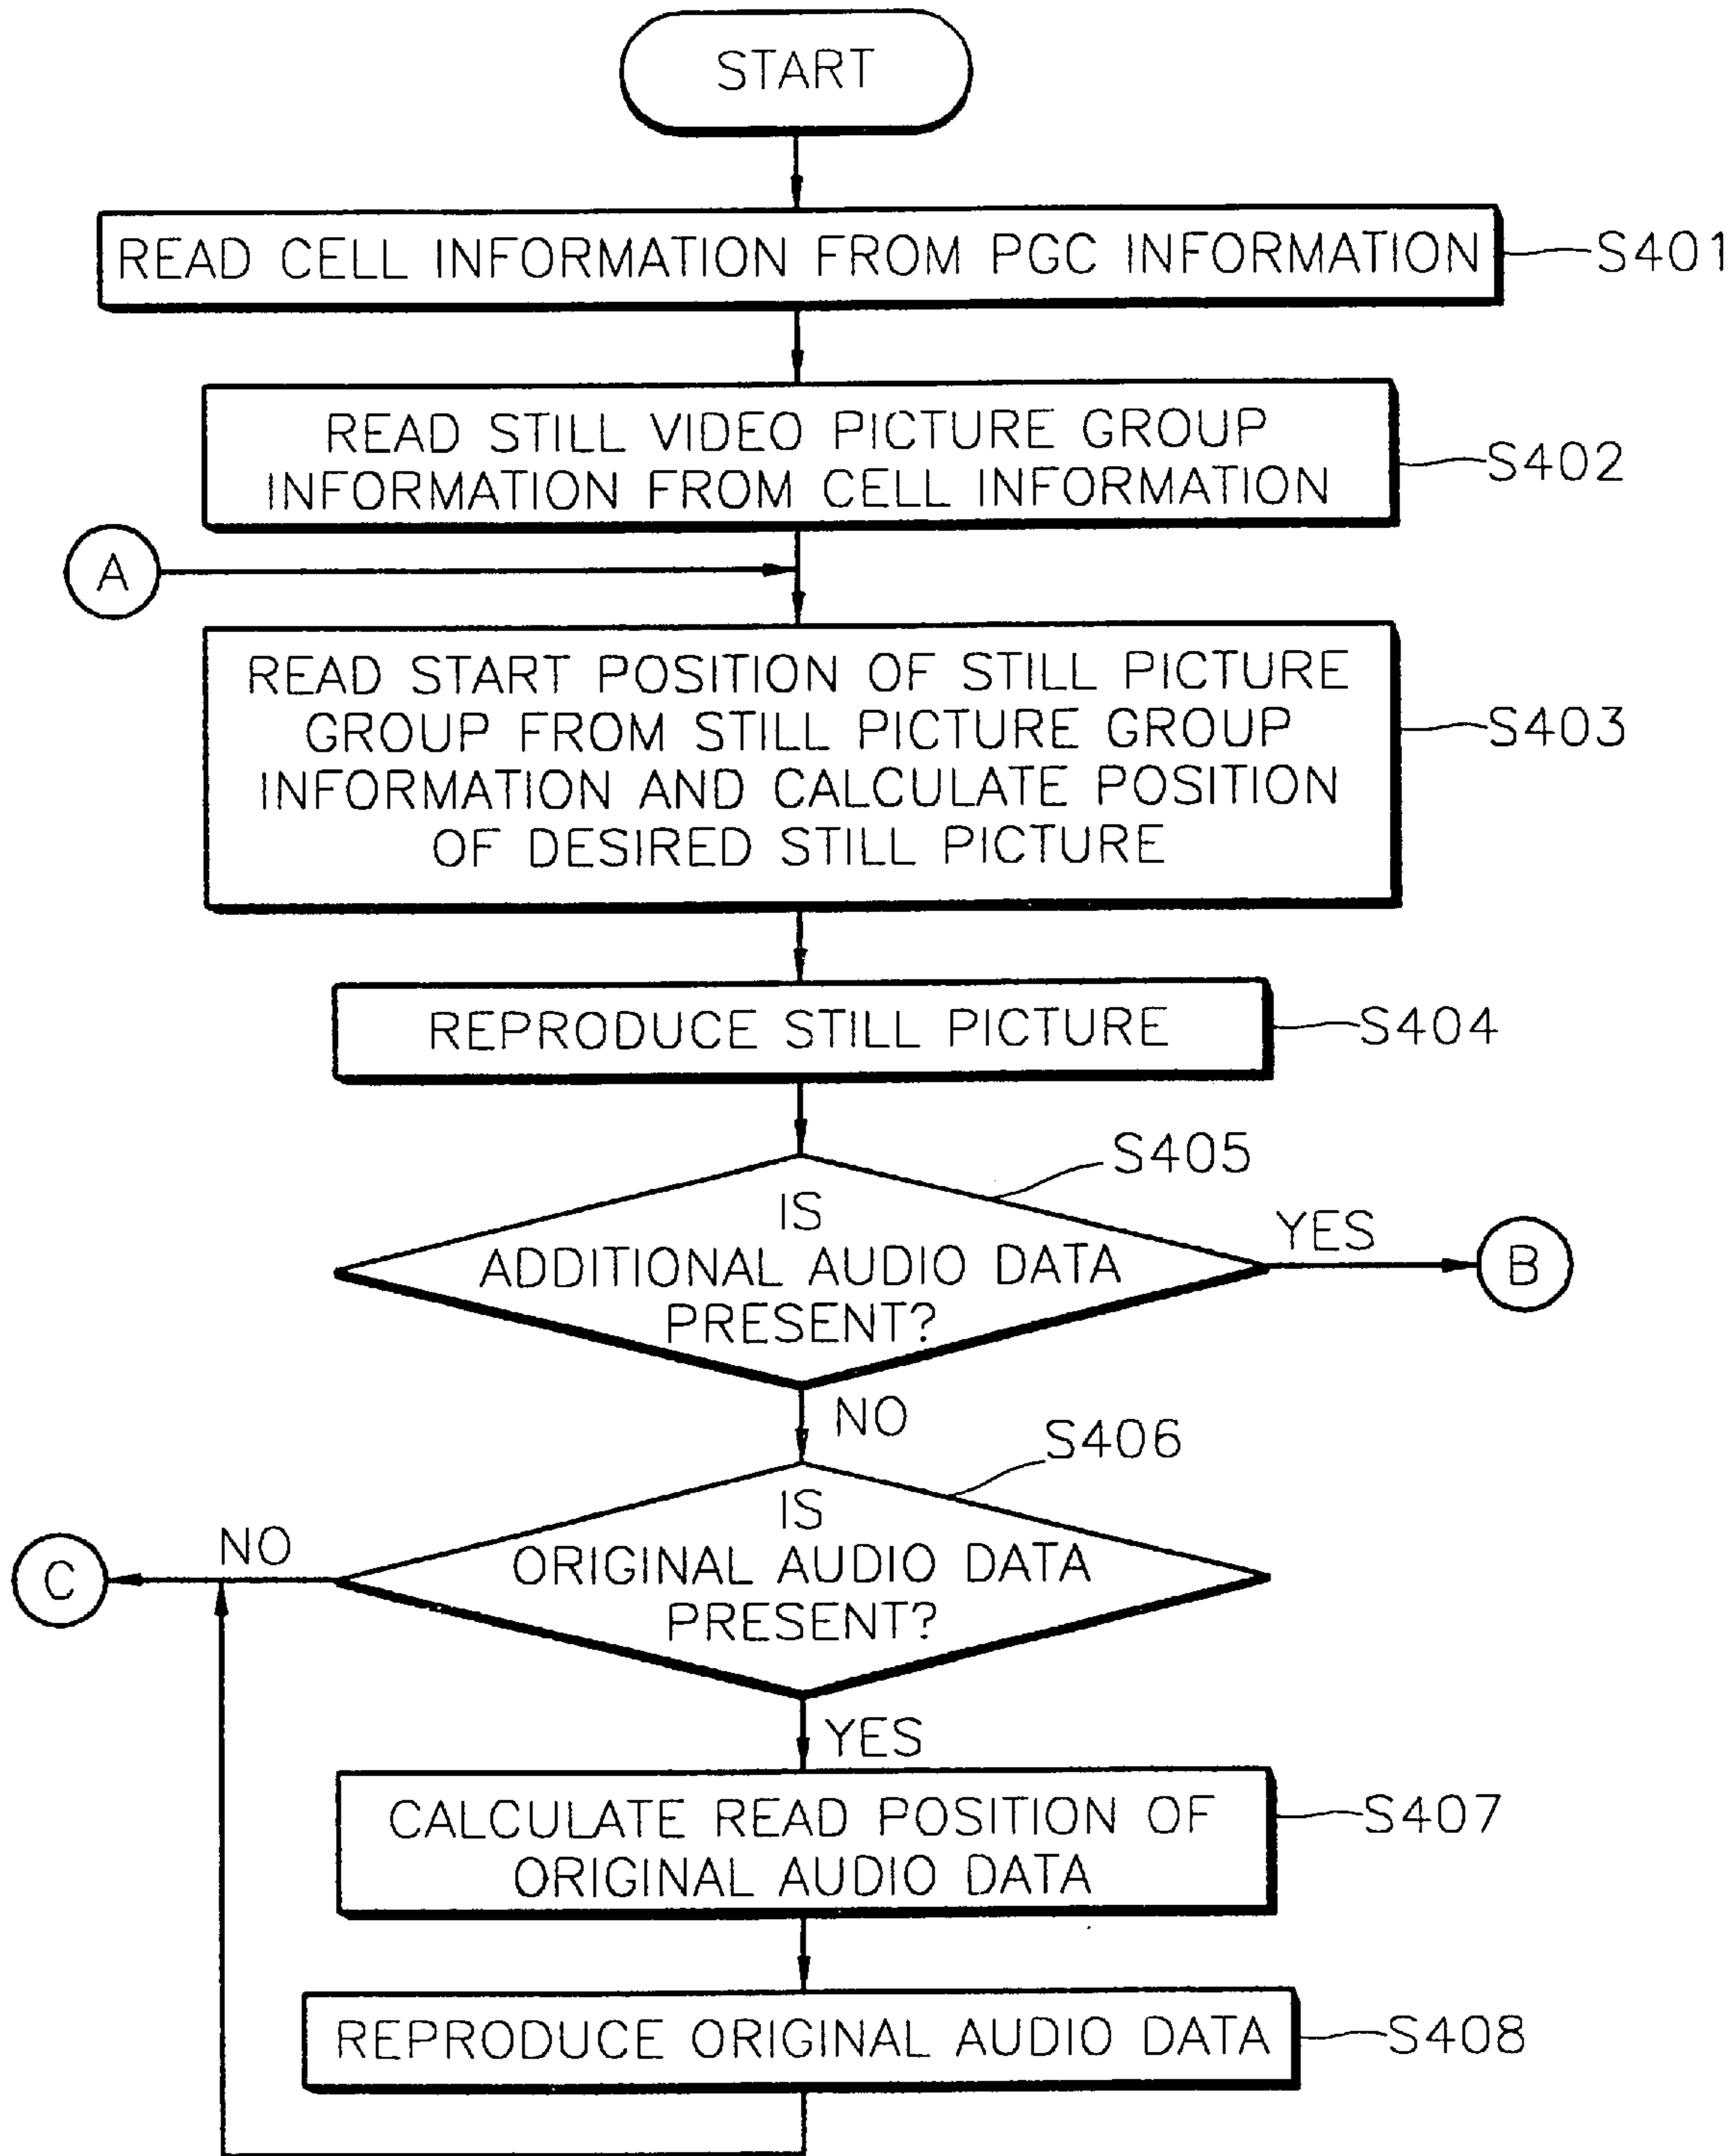 START
READ CELL INFORMATION FROM PGC INFORMATION
S401
READ STILL VIDEO PICTURE GROUP
INFORMATION FROM CELL INFORMATION
S402
A
READ START POSITION OF STILL PICTURE
GROUP FROM STILL PICTURE GROUP
INFORMATION AND CALCULATE POSITION
OF DESIRED STILL PICTURE
S403
REPRODUCE STILL PICTURE
S404
S405
IS
ADDITIONAL AUDIO DATA
PRESENT?
YES
B
NO
S406
IS
ORIGINAL AUDIO DATA
PRESENT?
NO
C
YES
CALCULATE READ POSITION OF
ORIGINAL AUDIO DATA
S407
REPRODUCE ORIGINAL AUDIO DATA
S408